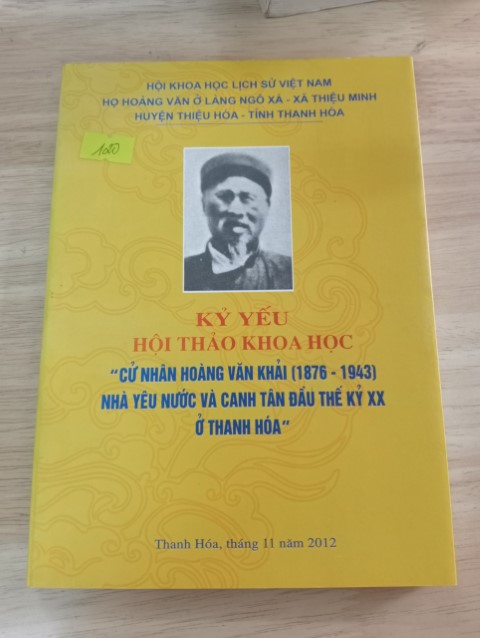 HỘI KHOA HỌC LỊCH SỬ VIỆT NAM
HỌ HOÀNG VĂN Ở LÀNG NGÔ XÁ - XÃ THIỆU MINH
HUYỆN THIỆU HÓA - TỈNH THANH HÓA
120
KỶ YẾU
HỘI THẢO KHOA HỌC
"CỬ NHÂN HOÀNG VĂN KHẢI (1876 - 1943)
NHÀ YÊU NƯỚC VÀ CANH TÂN ĐẦU THẾ KỶ XX
Ở THANH HÓA"
Thanh Hóa, tháng 11 năm 2012